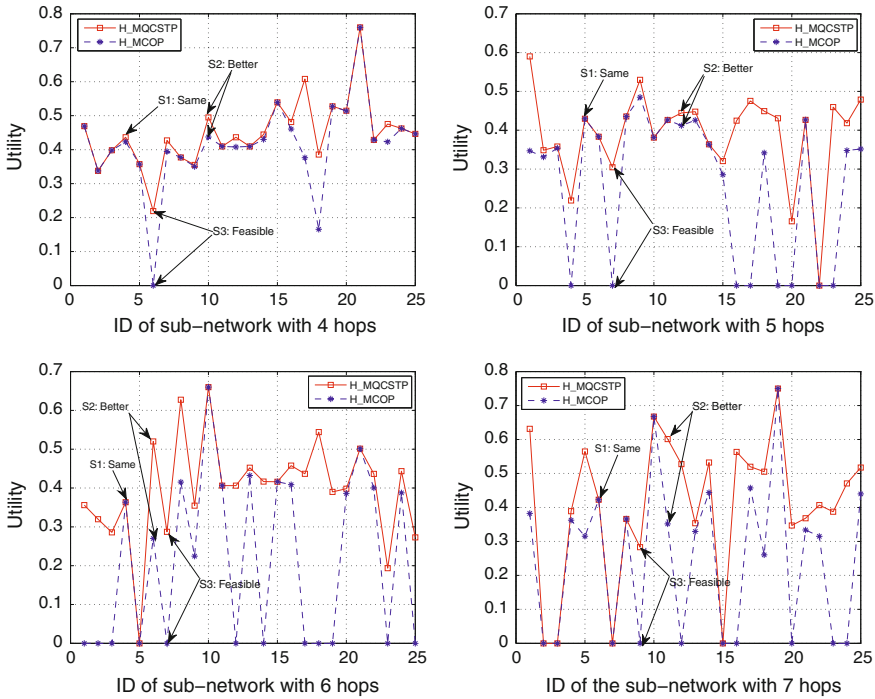 0.8
0.7
0.6
0.5
0.4
0.3
0.2
0.1
0
Utility
H_MQCSTP
H_MCOP
S1: Same
S2: Better
S3: Feasible
0 5 10 15 20 25
ID of sub−network with 4 hops
0.7
0.6
0.5
0.4
0.3
0.2
0.1
0
Utility
H_MQCSTP
H_MCOP
S1: Same
S2: Better
S3: Feasible
0 5 10 15 20 25
ID of sub−network with 5 hops
0.7
0.6
0.5
0.4
0.3
0.2
0.1
0
Utility
H_MQCSTP
H_MCOP
S2: Better
S1: Same
S3: Feasible
0 5 10 15 20 25
ID of sub−network with 6 hops
0.8
0.7
0.6
0.5
0.4
0.3
0.2
0.1
0
Utility
H_MQCSTP
H_MCOP
S2: Better
S1: Same
S3: Feasible
0 5 10 15 20 25
ID of the sub−network with 7 hops